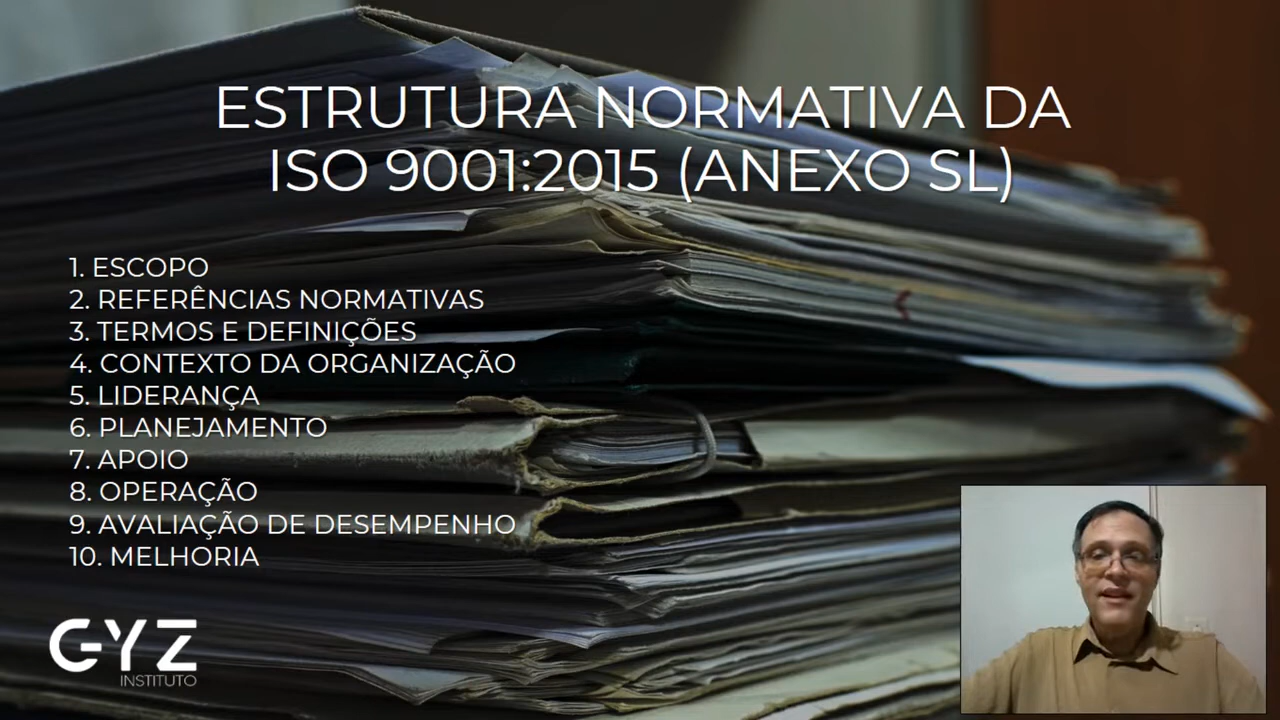 ESTRUTURA NORMATIVA DA
ISO 9001:2015 (ANEXO SL)
1. ESCOPO
2. REFERÊNCIAS NORMATIVAS
3. TERMOS E DEFINIÇÕES
4. CONTEXTO DA ORGANIZAÇÃO
5. LIDERANÇA
6. PLANEJAMENTO
7. APOIO
8. OPERAÇÃO
9. AVALIAÇÃO DE DESEMPENHO
10. MELHORIA
GYZ
INSTITUTO